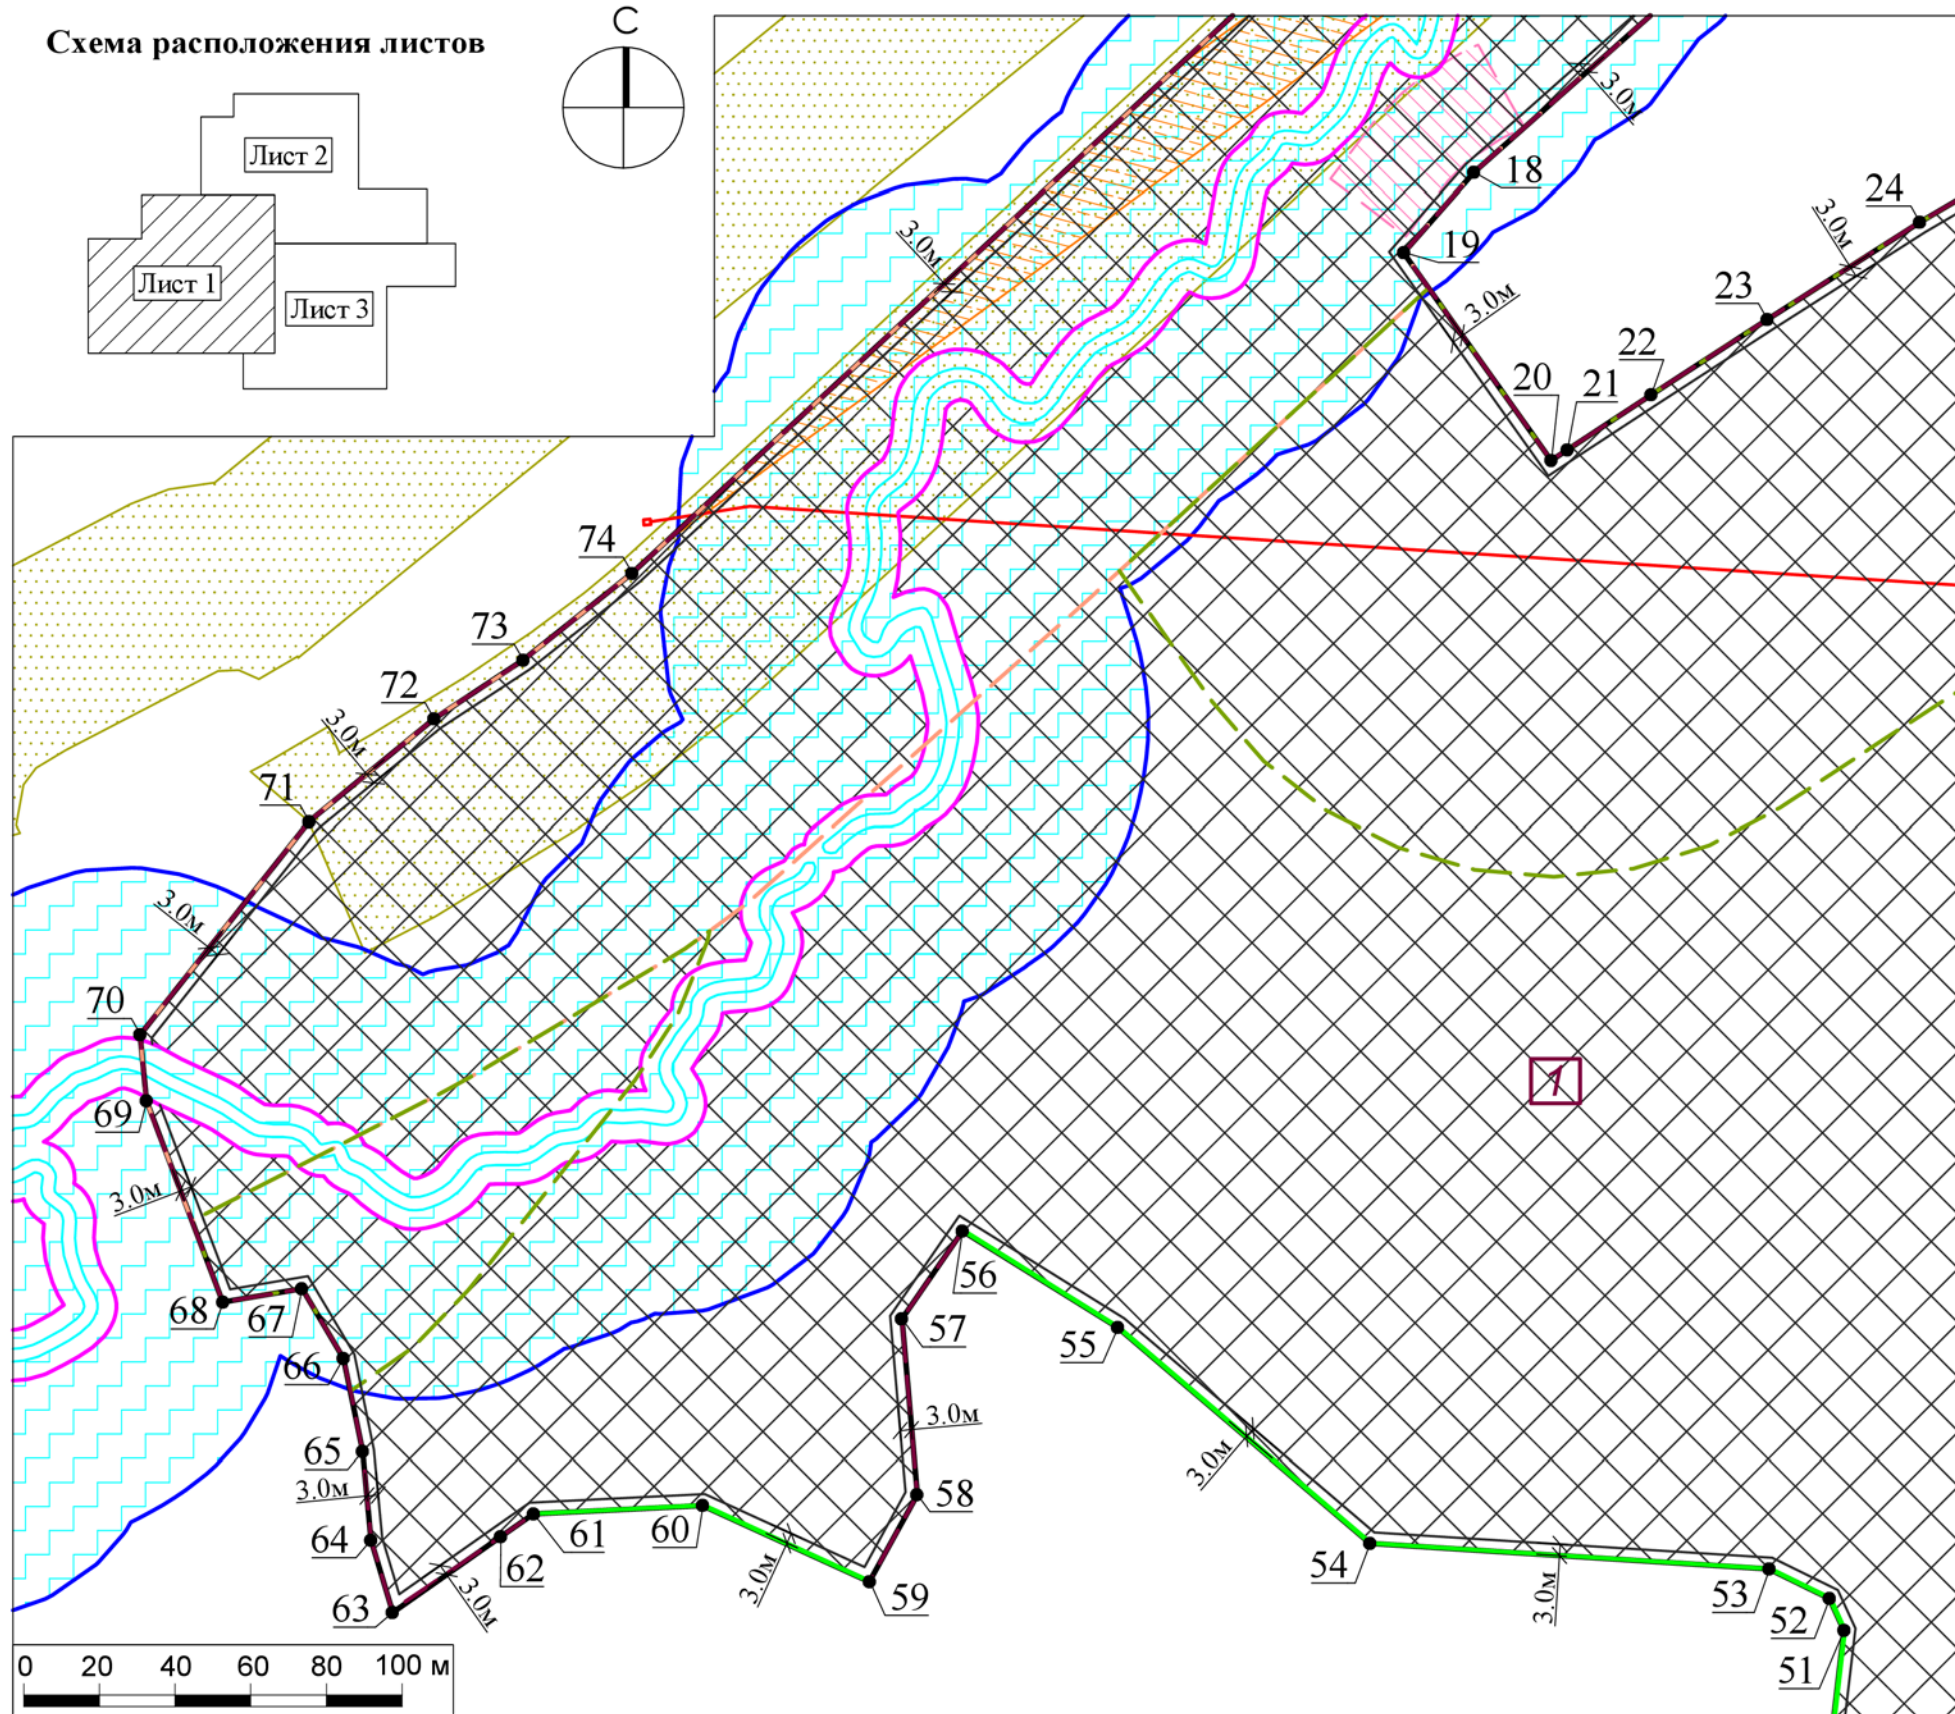 Схема расположения листов
С
Лист 2
Лист 1
Лист 3
3.0м
18
24
3.0м
19
3.0м
3.0м
23
22
20
21
74
73
72
3.0м
71
3.0м
70
69
1
3.0м
68
67
56
57
55
66
3.0м
3.0м
65
3.0м
58
61
60
64
62
54
53
3.0м
59
3.0м
52
63
3.0м
51
0 20 40 60 80 100 м